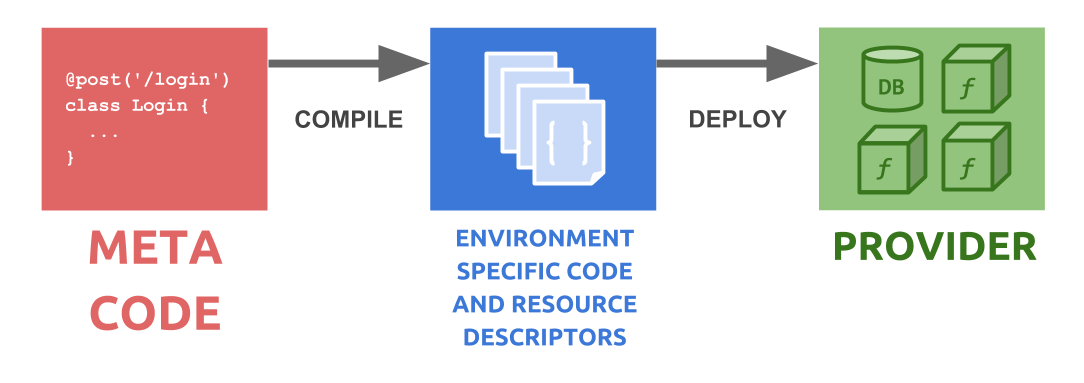 @post('/login')
class Login {
  ...
}
COMPILE
{ }
DEPLOY
DB
f
f
f
META
CODE
ENVIRONMENT
SPECIFIC CODE
AND RESOURCE
DESCRIPTORS
PROVIDER